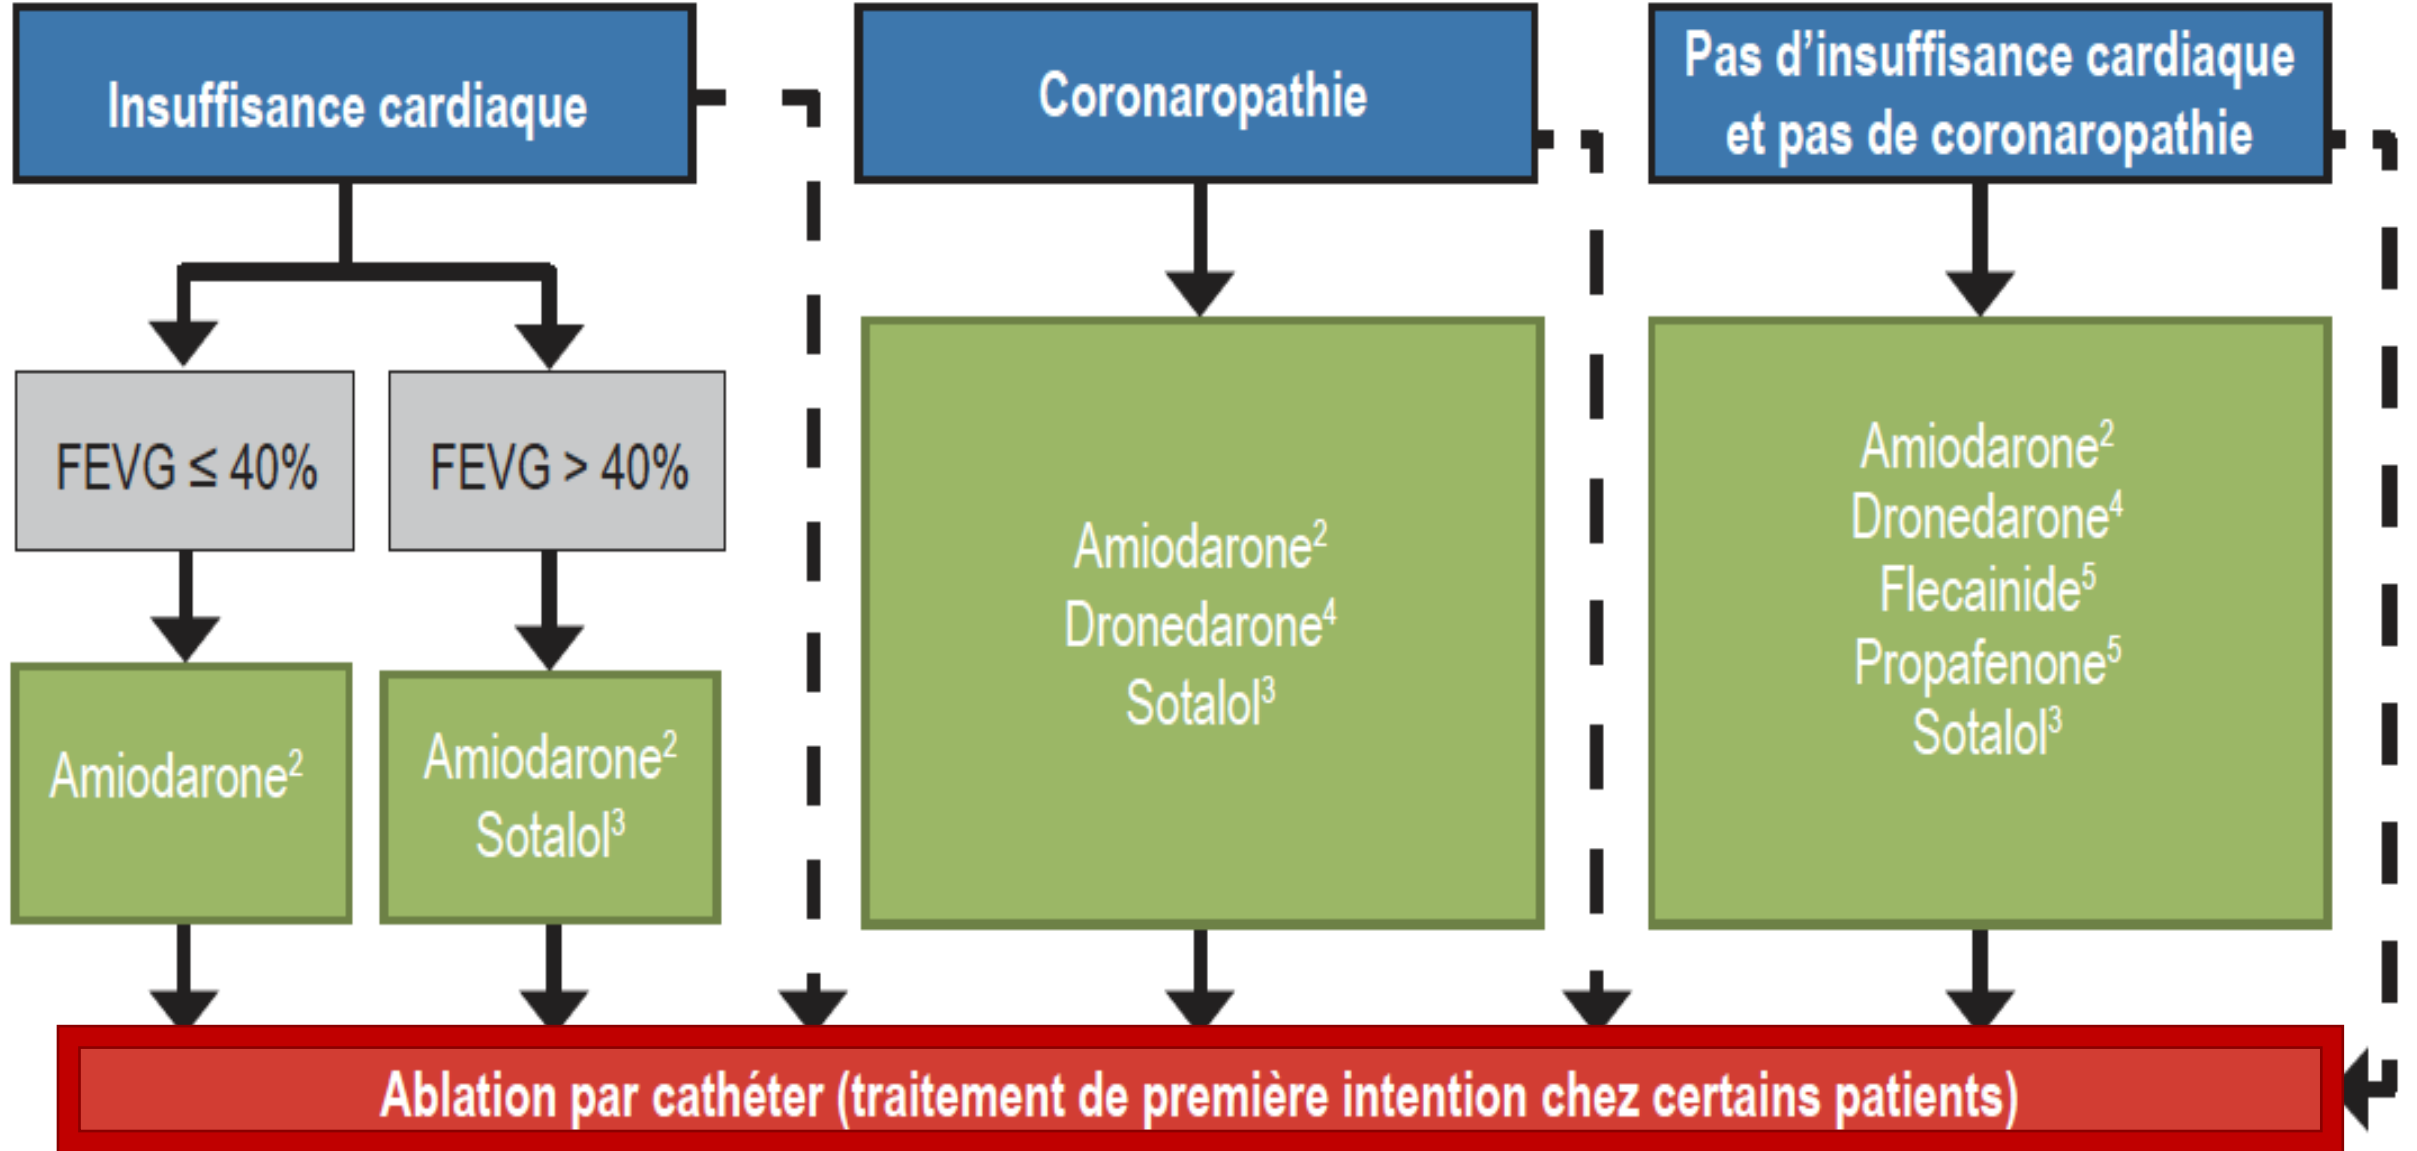 Insuffisance cardiaque
FEVG ≤ 40%
FEVG > 40%
Amiodarone²
Amiodarone²
Sotalol³
Coronaropathie
Amiodarone²
Dronedarone⁴
Sotalol³
Pas d’insuffisance cardiaque
et pas de coronaropathie
Amiodarone²
Dronedarone⁴
Flecainide⁵
Propafenone⁵
Sotalol³
Ablation par cathéter (traitement de première intention chez certains patients)